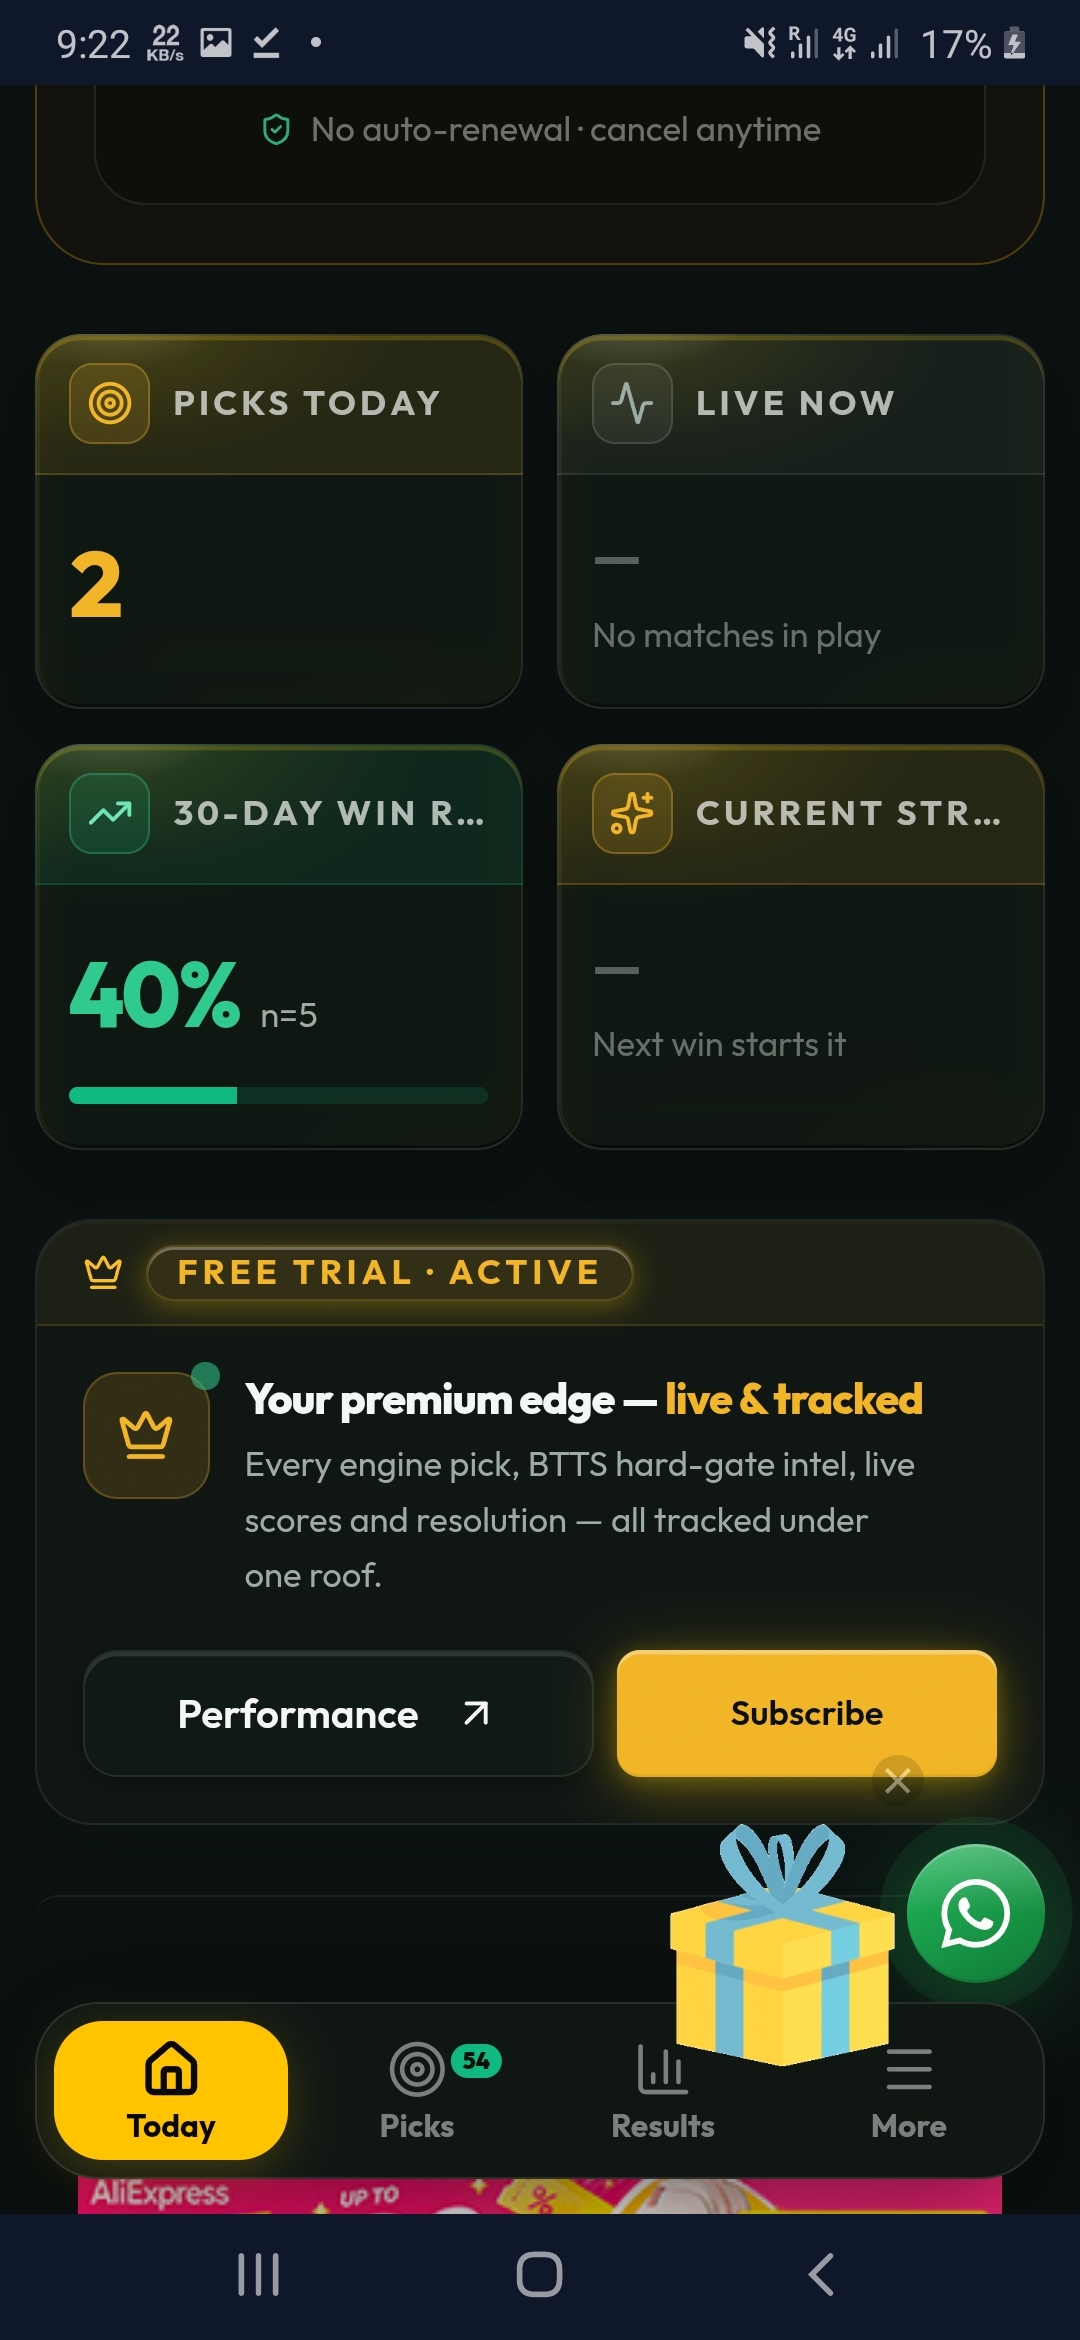 9:22
22
KB/s
R
4G
17%
No auto-renewal · cancel anytime
PICKS TODAY
LIVE NOW
2
—
No matches in play
30-DAY WIN R...
CURRENT STR...
40% n=5
—
Next win starts it
FREE TRIAL · ACTIVE
Your premium edge — live & tracked
Every engine pick, BTTS hard-gate intel, live
scores and resolution — all tracked under
one roof.
Performance
Subscribe
54
Today
Picks
Results
More
AliExpress
UP TO
%